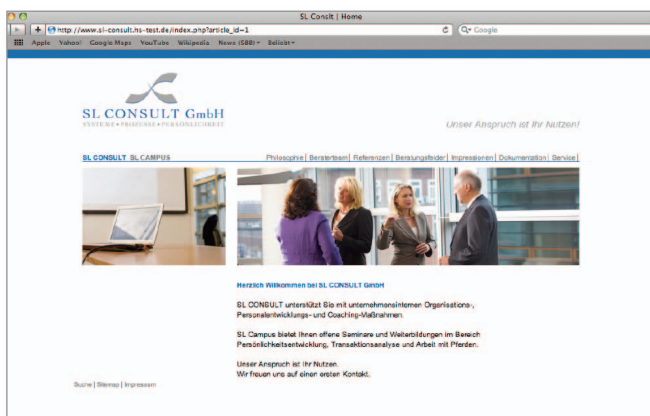 SL Conslt | Home
http://www.sl-consult.hs-test.de/index.php?article_id=1
Google
Apple Yahoo! Google Maps YouTube Wikipedia News (588) Beliebt
SL CONSULT GmbH
SYSTEME • PROZESSE • PERSÖNLICHKEIT
Unser Anspruch ist Ihr Nutzen!
SL CONSULT SL CAMPUS
Philosophie | Beraterteam | Referenzen | Beratungsfelder | Impressionen | Dokumentation | Service |
Herzlich Willkommen bei SL CONSULT GmbH
SL CONSULT unterstützt Sie mit unternehmensinternen Organisations-,
Personalentwicklungs- und Coaching-Maßnahmen.
SL Campus bietet Ihnen offene Seminare und Weiterbildungen im Bereich
Persönlichkeitsentwicklung, Transaktionsanalyse und Arbeit mit Pferden.
Unser Anspruch ist Ihr Nutzen.
Wir freuen uns auf einen ersten Kontakt.
Suche | Sitemap | Impressum